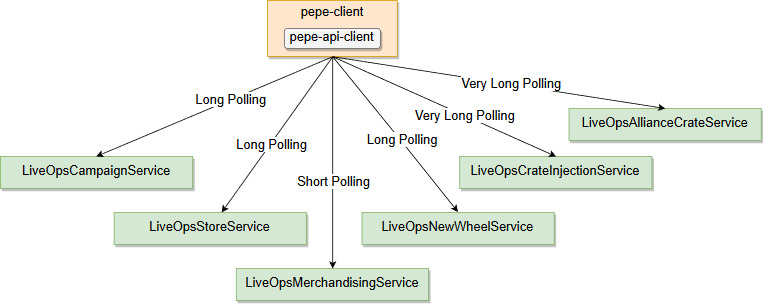 pepe-client
pepe-api-client
Very Long Polling
Long Polling
Very Long Polling
LiveOpsAllianceCrateService
Long Polling
Long Polling
LiveOpsCampaignService
Short Polling
LiveOpsCrateInjectionService
LiveOpsStoreService
LiveOpsNewWheelService
LiveOpsMerchandisingService